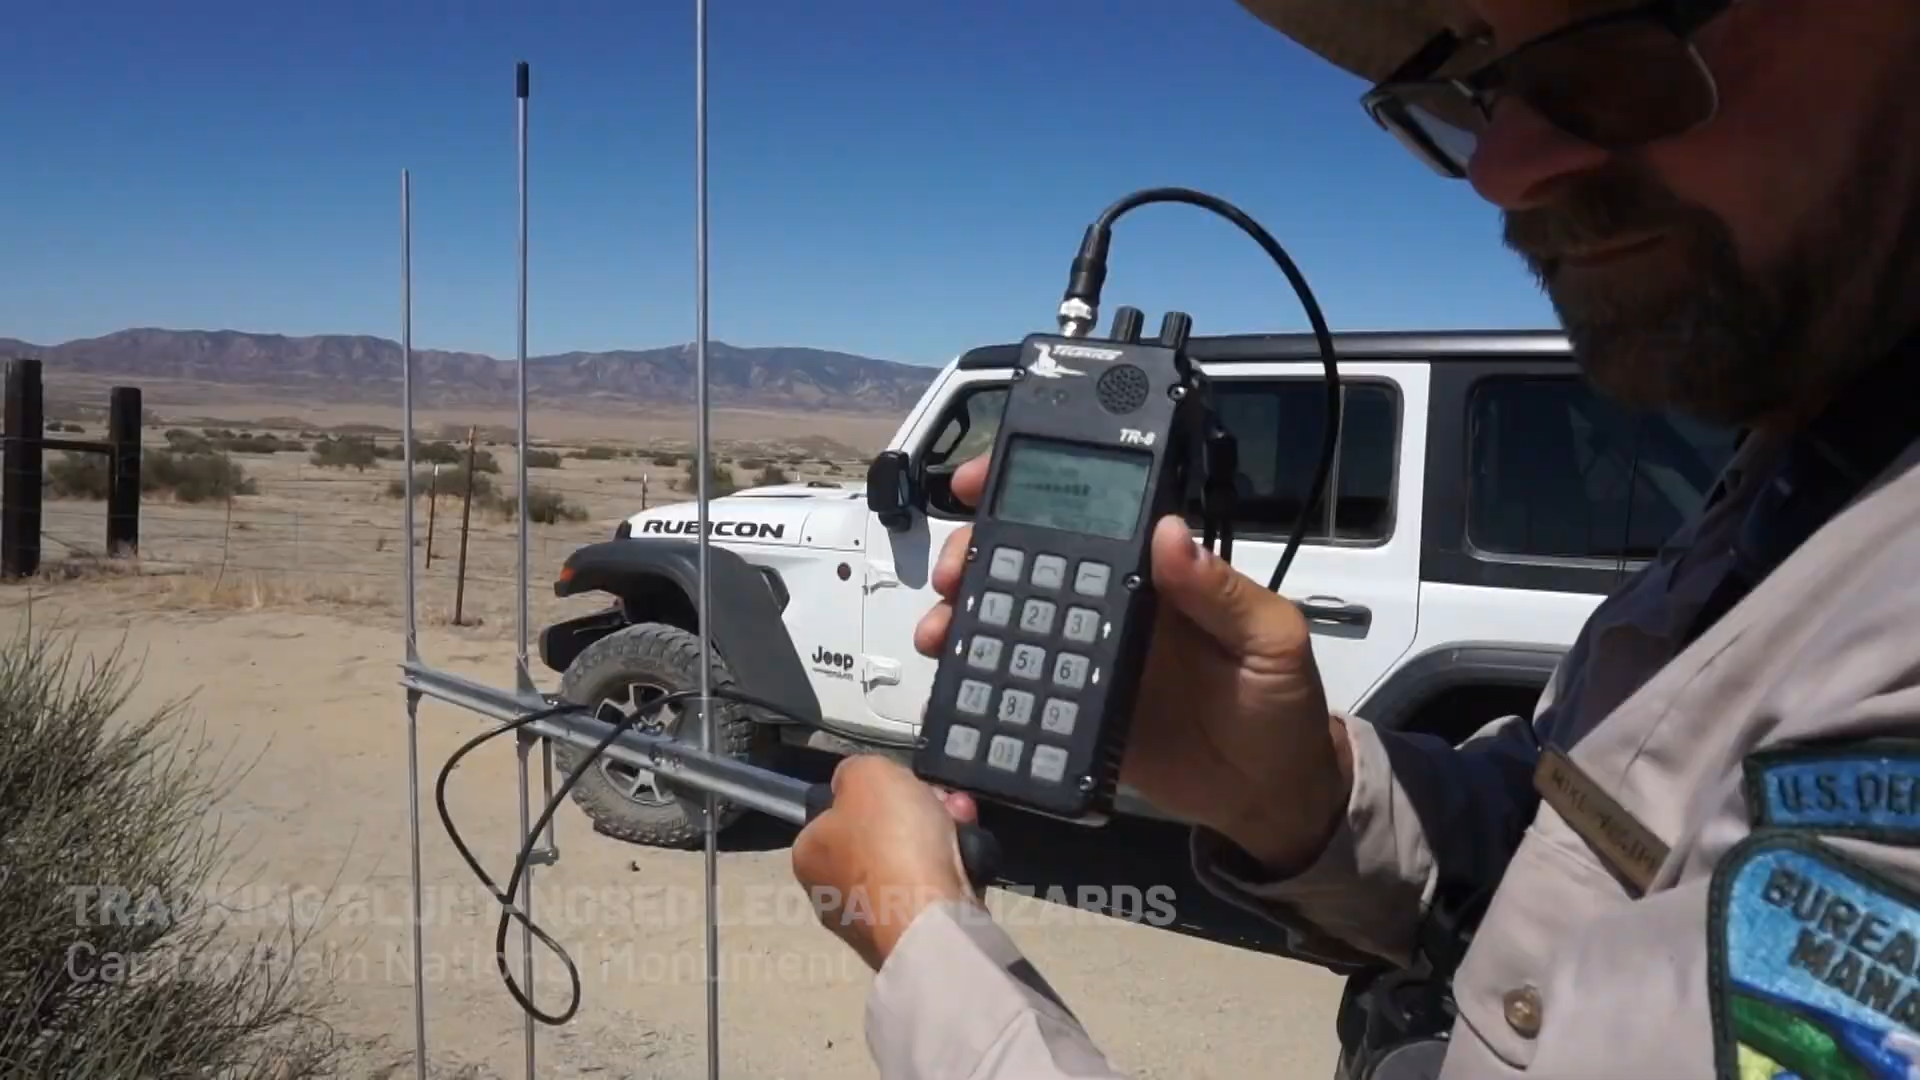 TELONICS
TR-8
RUBICON
Jeep
1
2
3
4
5
6
7
8
9
0
U.S. DEP
BUREA
MANA
TRACKING BLUNT-NOSED LEOPARD LIZARDS
Carrizo Plain National Monument